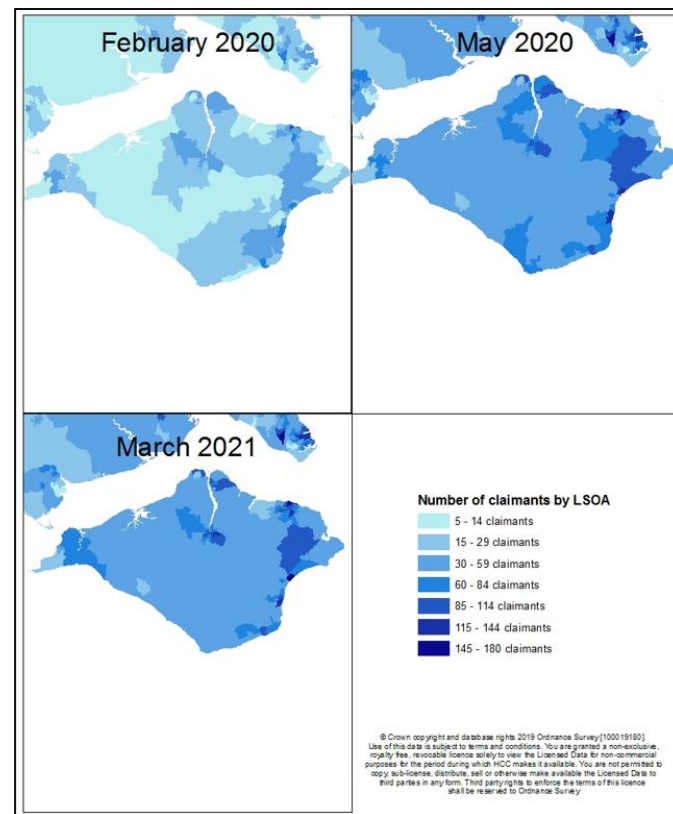 February 2020
May 2020
March 2021
Number of claimants by LSOA
5 - 14 claimants
15 - 29 claimants
30 - 59 claimants
60 - 84 claimants
85 - 114 claimants
115 - 144 claimants
145 - 180 claimants
© Crown copyright and database rights 2019 Ordnance Survey [100019180].
Use of this data is subject to terms and conditions. You are granted a non-exclusive,
royalty free, revocable licence solely to view the Licensed Data for non-commercial
purposes for the period during which HCC makes it available. You are not permitted to
copy, sub-license, distribute, sell or otherwise make available the Licensed Data to
third parties in any form. Third party rights to enforce the terms of this licence
shall be reserved to Ordnance Survey